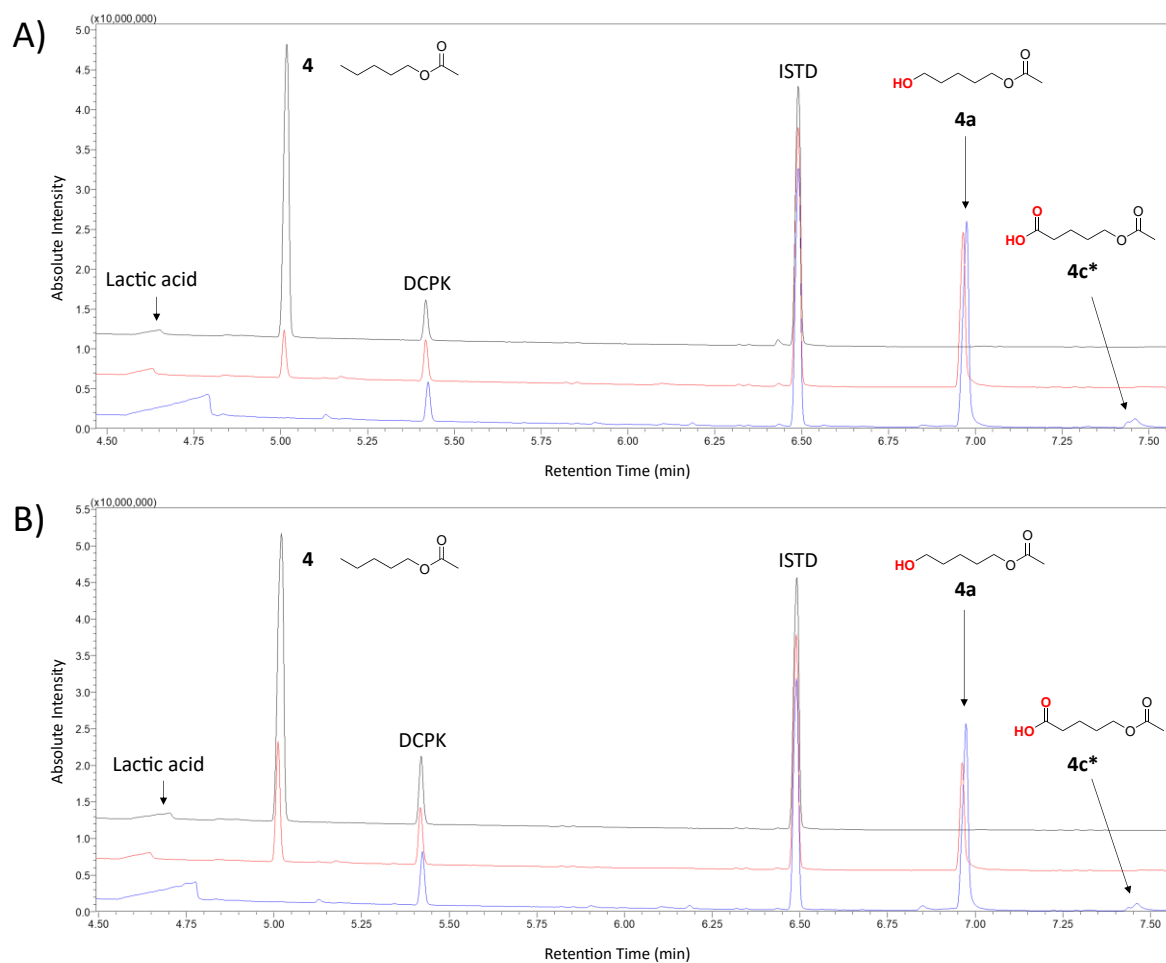 A)
(x10,000,000)
5.0
4.5
4.0
3.5
3.0
2.5
2.0
1.5
1.0
0.5
0.0
Absolute Intensity
4
O
O
ISTD
HO
O
O
4a
O
HO
O
O
4c*
Lactic acid
DCPK
4.50 4.75 5.00 5.25 5.50 5.75 6.00 6.25 6.50 6.75 7.00 7.25 7.50
Retention Time (min)
B)
(x10,000,000)
5.5
5.0
4.5
4.0
3.5
3.0
2.5
2.0
1.5
1.0
0.5
0.0
Absolute Intensity
4
O
O
ISTD
HO
O
O
4a
O
HO
O
O
4c*
Lactic acid
DCPK
4.50 4.75 5.00 5.25 5.50 5.75 6.00 6.25 6.50 6.75 7.00 7.25 7.50
Retention Time (min)